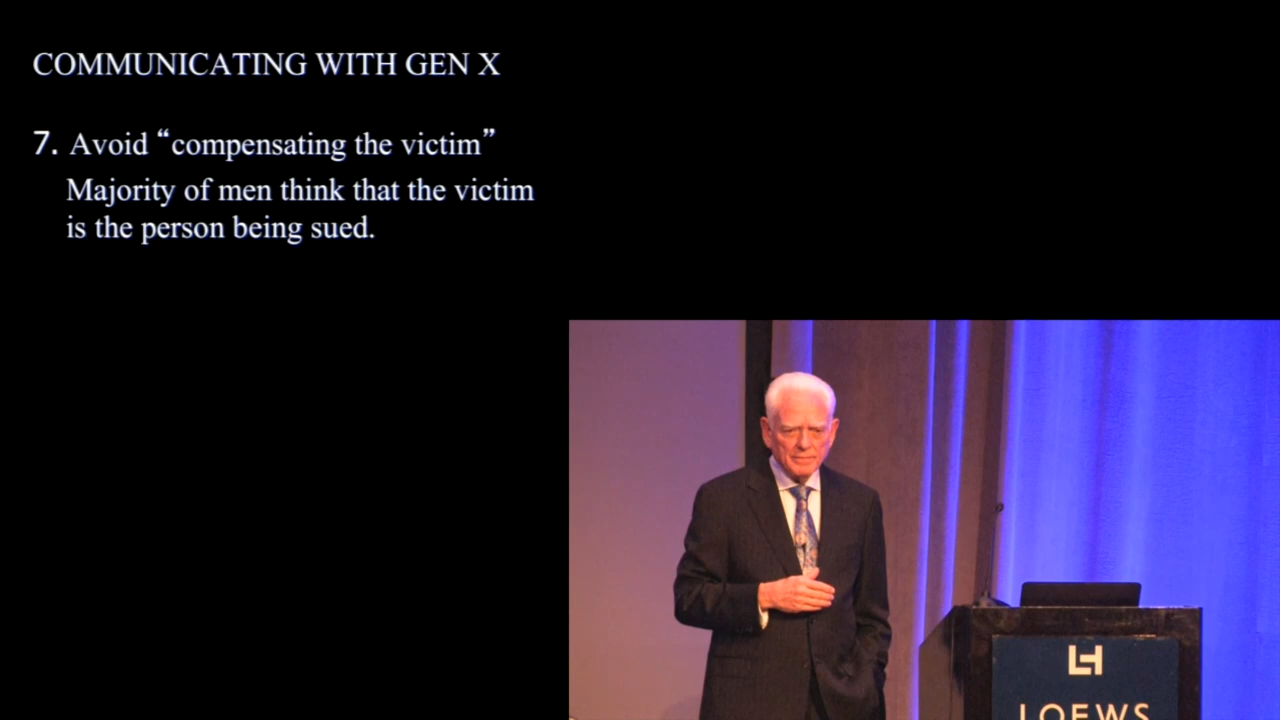 COMMUNICATING WITH GEN X
7. Avoid “compensating the victim”
Majority of men think that the victim
is the person being sued.
LOEWS